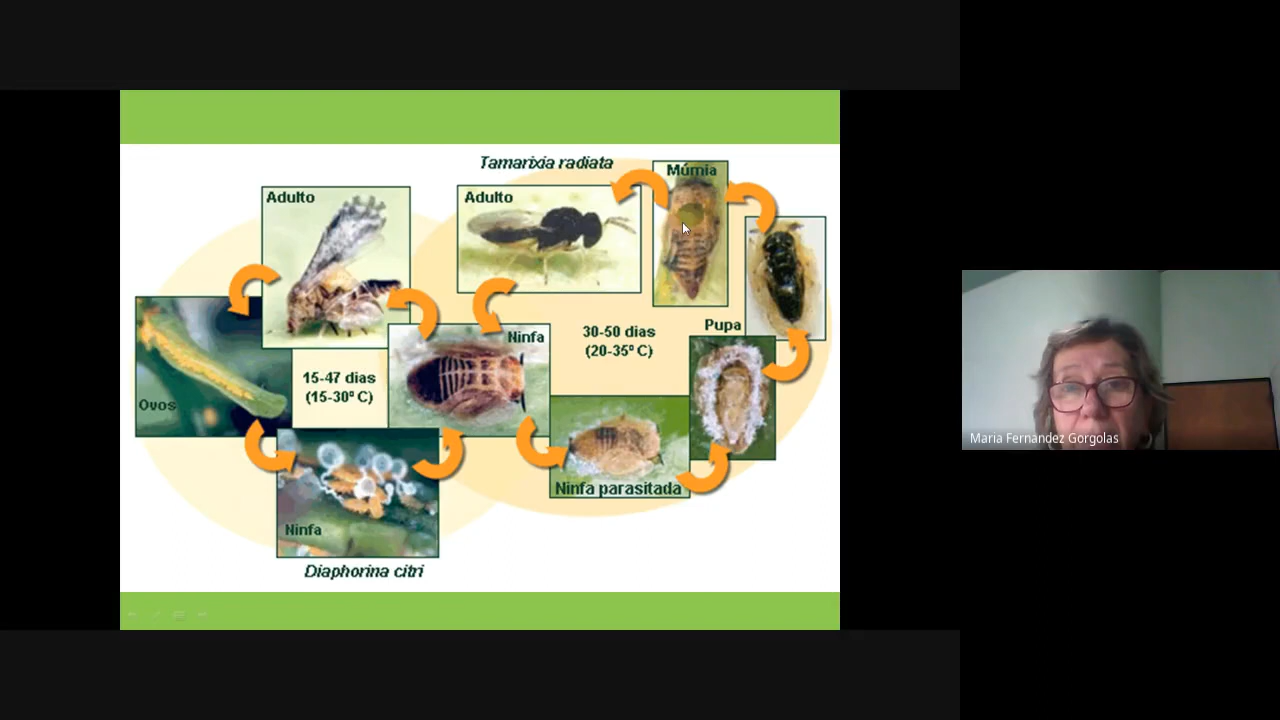 Tamarixia radiata
Múmia
Adulto
Adulto
Pupa
Ninfa
30-50 dias
(20-35º C)
15-47 dias
(15-30º C)
Ovos
Ninfa parasitada
Ninfa
Diaphorina citri
Maria Fernandez Gorgolas